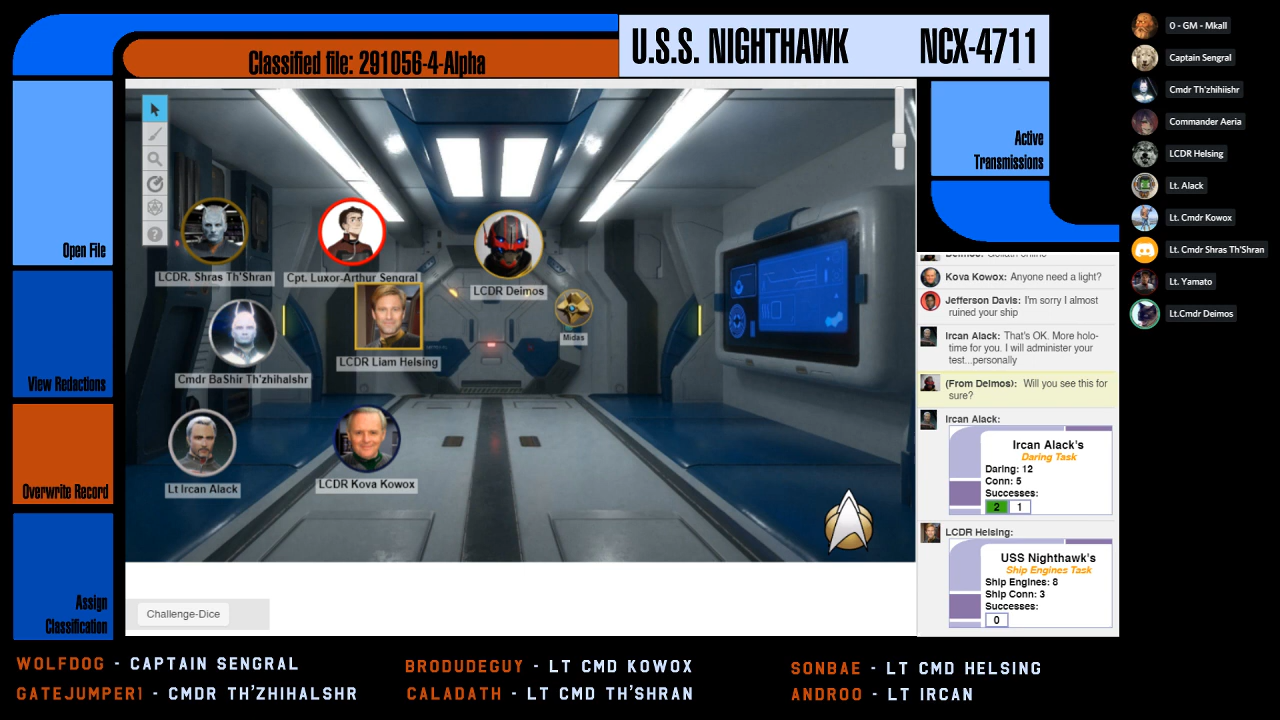 Classified file: 291056-4-Alpha
U.S.S. NIGHTHAWK NCX-4711
Open File
View Redactions
Overwrite Record
Assign
Classification
Active
Transmissions
LCDR. Shras Th'Shran
Cpt. Luxor-Arthur Sengral
LCDR Deimos
Midas
LCDR Liam Helsing
Cmdr BaShir Th'zhihalshr
Lt Ircan Alack
LCDR Kova Kowox
Challenge-Dice
Kova Kowox: Anyone need a light?
Jefferson Davis: I'm sorry I almost
ruined your ship
Ircan Alack: That's OK. More holo-
time for you. I will administer your
test...personally
(From Deimos): Will you see this for
sure?
Ircan Alack:
Ircan Alack's
Daring Task
Daring: 12
Conn: 5
Successes:
2 1
LCDR Helsing:
USS Nighthawk's
Ship Engines Task
Ship Engines: 8
Ship Conn: 3
Successes:
0
0 - GM - Mkall
Captain Sengral
Cmdr Th'zhihiishr
Commander Aeria
LCDR Helsing
Lt. Alack
Lt. Cmdr Kowox
Lt. Cmdr Shras Th'Shran
Lt. Yamato
Lt.Cmdr Deimos
WOLFDOG - CAPTAIN SENGRAL
GATEJUMPER1 - CMDR TH'ZHIHALSHR
BRODUDEGUY - LT CMD KOWOX
CALADATH - LT CMD TH'SHRAN
SONBAE - LT CMD HELSING
ANDROO - LT IRCAN